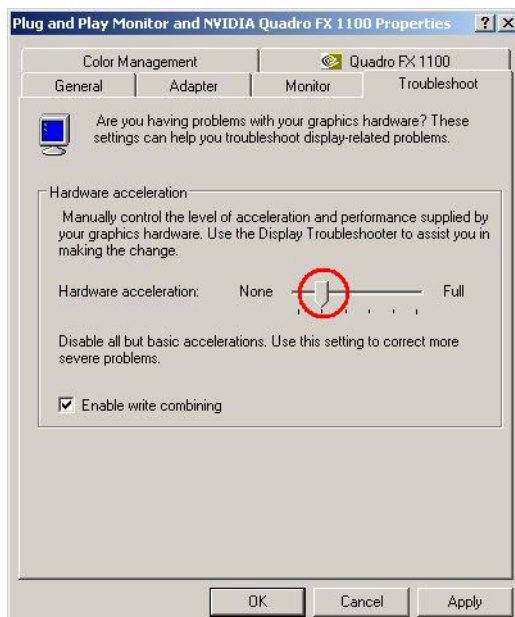 Plug and Play Monitor and NVIDIA Quadro FX 1100 Properties
Color Management
Quadro FX 1100
General
Adapter
Monitor
Troubleshoot
Are you having problems with your graphics hardware? These
settings can help you troubleshoot display-related problems.
Hardware acceleration
Manually control the level of acceleration and performance supplied by
your graphics hardware. Use the Display Troubleshooter to assist you in
making the change.
Hardware acceleration: None Full
Disable all but basic accelerations. Use this setting to correct more
severe problems.
Enable write combining
OK Cancel Apply